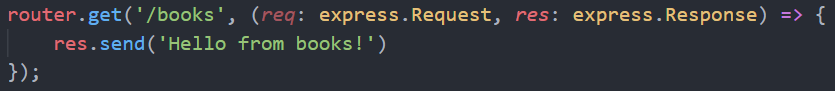 router.get('/books', (req: express.Request, res: express.Response) => {
    res.send('Hello from books!')
});